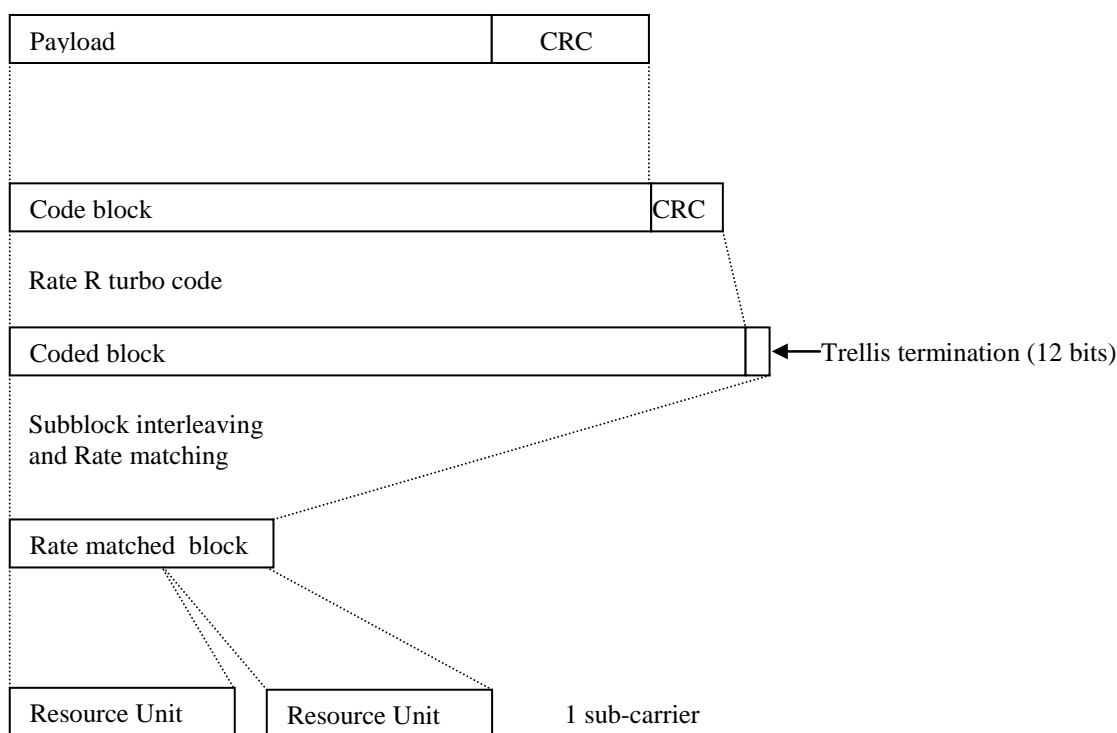 Payload CRC
Code block CRC
Rate R turbo code
Coded block
Trellis termination (12 bits)
Subblock interleaving
and Rate matching
Rate matched block
Resource Unit Resource Unit 1 sub-carrier